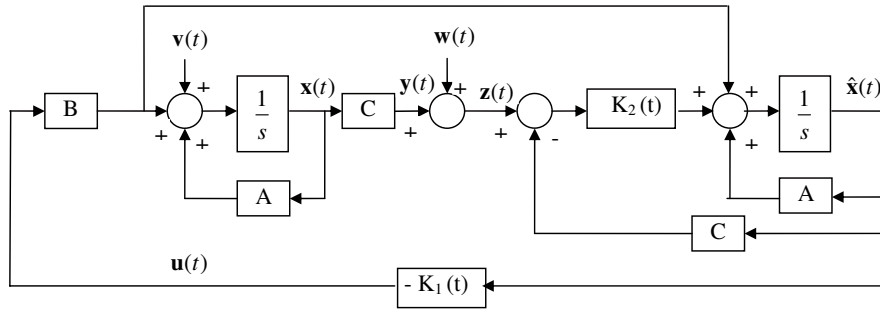 v(t)
w(t)
+
x(t)
y(t)
+
z(t)
+
+
x̂(t)
B
1
s
C
K₂(t)
1
s
+
+
+
+
-
+
A
A
C
u(t)
- K₁(t)